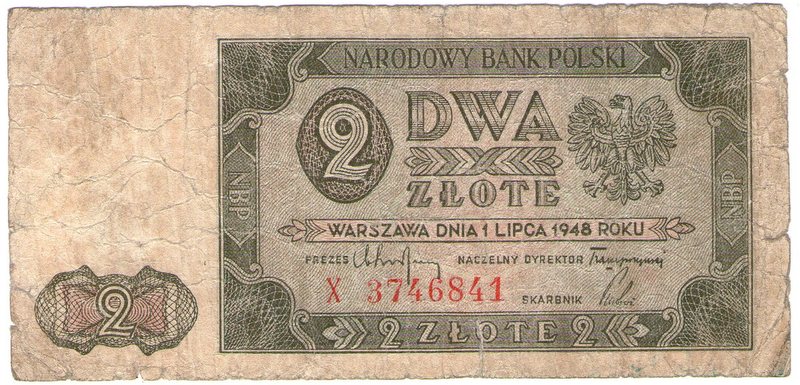 NARODOWY BANK POLSKI
2 DWA
ZŁOTE
NBP NBP
WARSZAWA DNIA 1 LIPCA 1948 ROKU
PREZES NACZELNY DYREKTOR
X 3746841 SKARBNIK
2
2 ZŁOTE 2